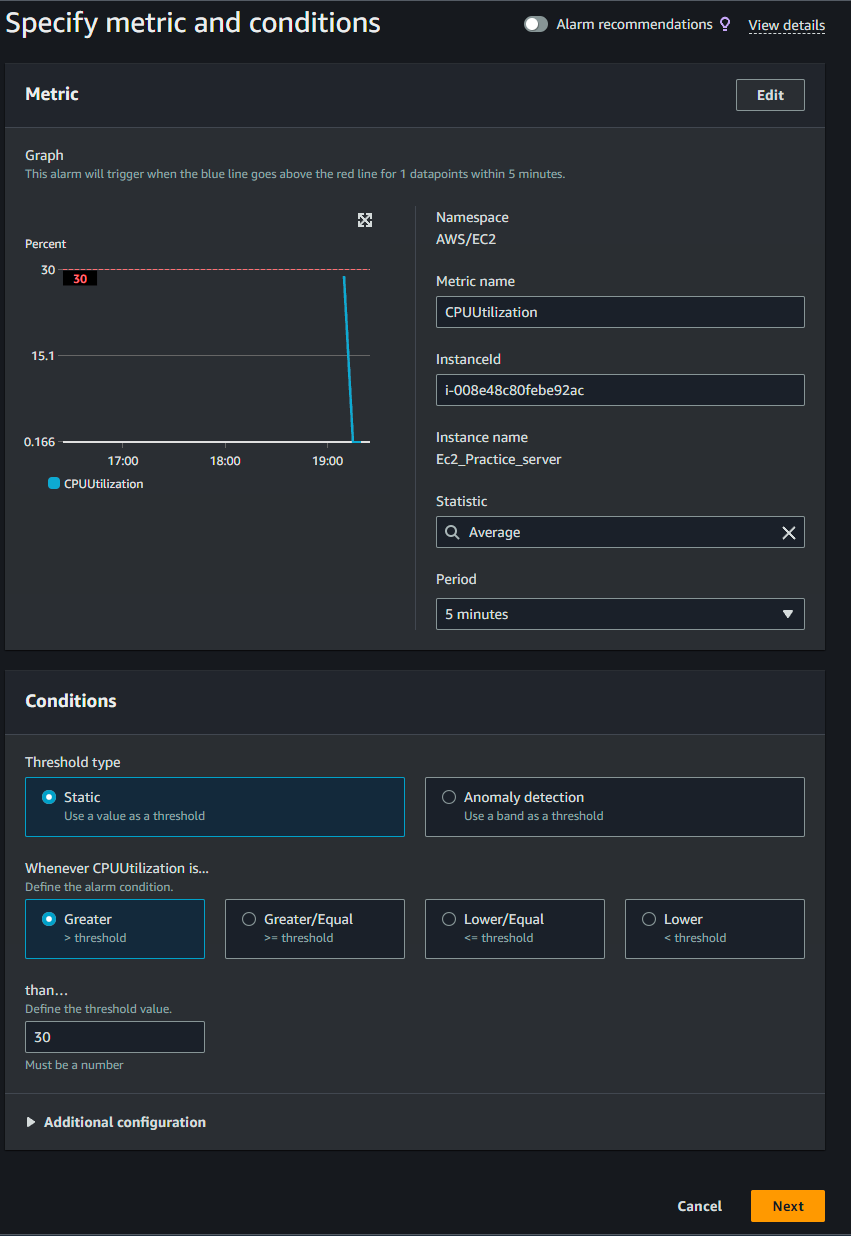 Specify metric and conditions
Alarm recommendations
View details
Metric
Edit
Graph
This alarm will trigger when the blue line goes above the red line for 1 datapoints within 5 minutes.
Percent
30
30
15.1
0.166
17:00
18:00
19:00
CPUUtilization
Namespace
AWS/EC2
Metric name
CPUUtilization
InstanceId
i-008e48c80febe92ac
Instance name
Ec2_Practice_server
Statistic
Average
Period
5 minutes
Conditions
Threshold type
Static
Use a value as a threshold
Anomaly detection
Use a band as a threshold
Whenever CPUUtilization is...
Define the alarm condition.
Greater
> threshold
Greater/Equal
>= threshold
Lower/Equal
<= threshold
Lower
< threshold
than…
Define the threshold value.
30
Must be a number
Additional configuration
Cancel
Next